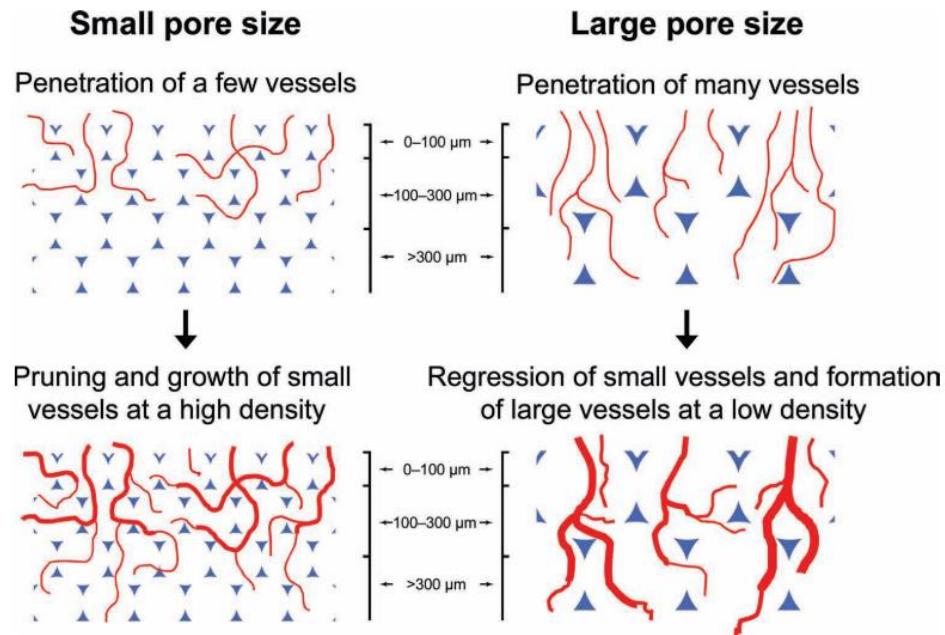 Small pore size
Large pore size
Penetration of a few vessels
Penetration of many vessels
0–100 µm
100–300 µm
>300 µm
Pruning and growth of small
vessels at a high density
Regression of small vessels and formation
of large vessels at a low density
0–100 µm
100–300 µm
>300 µm